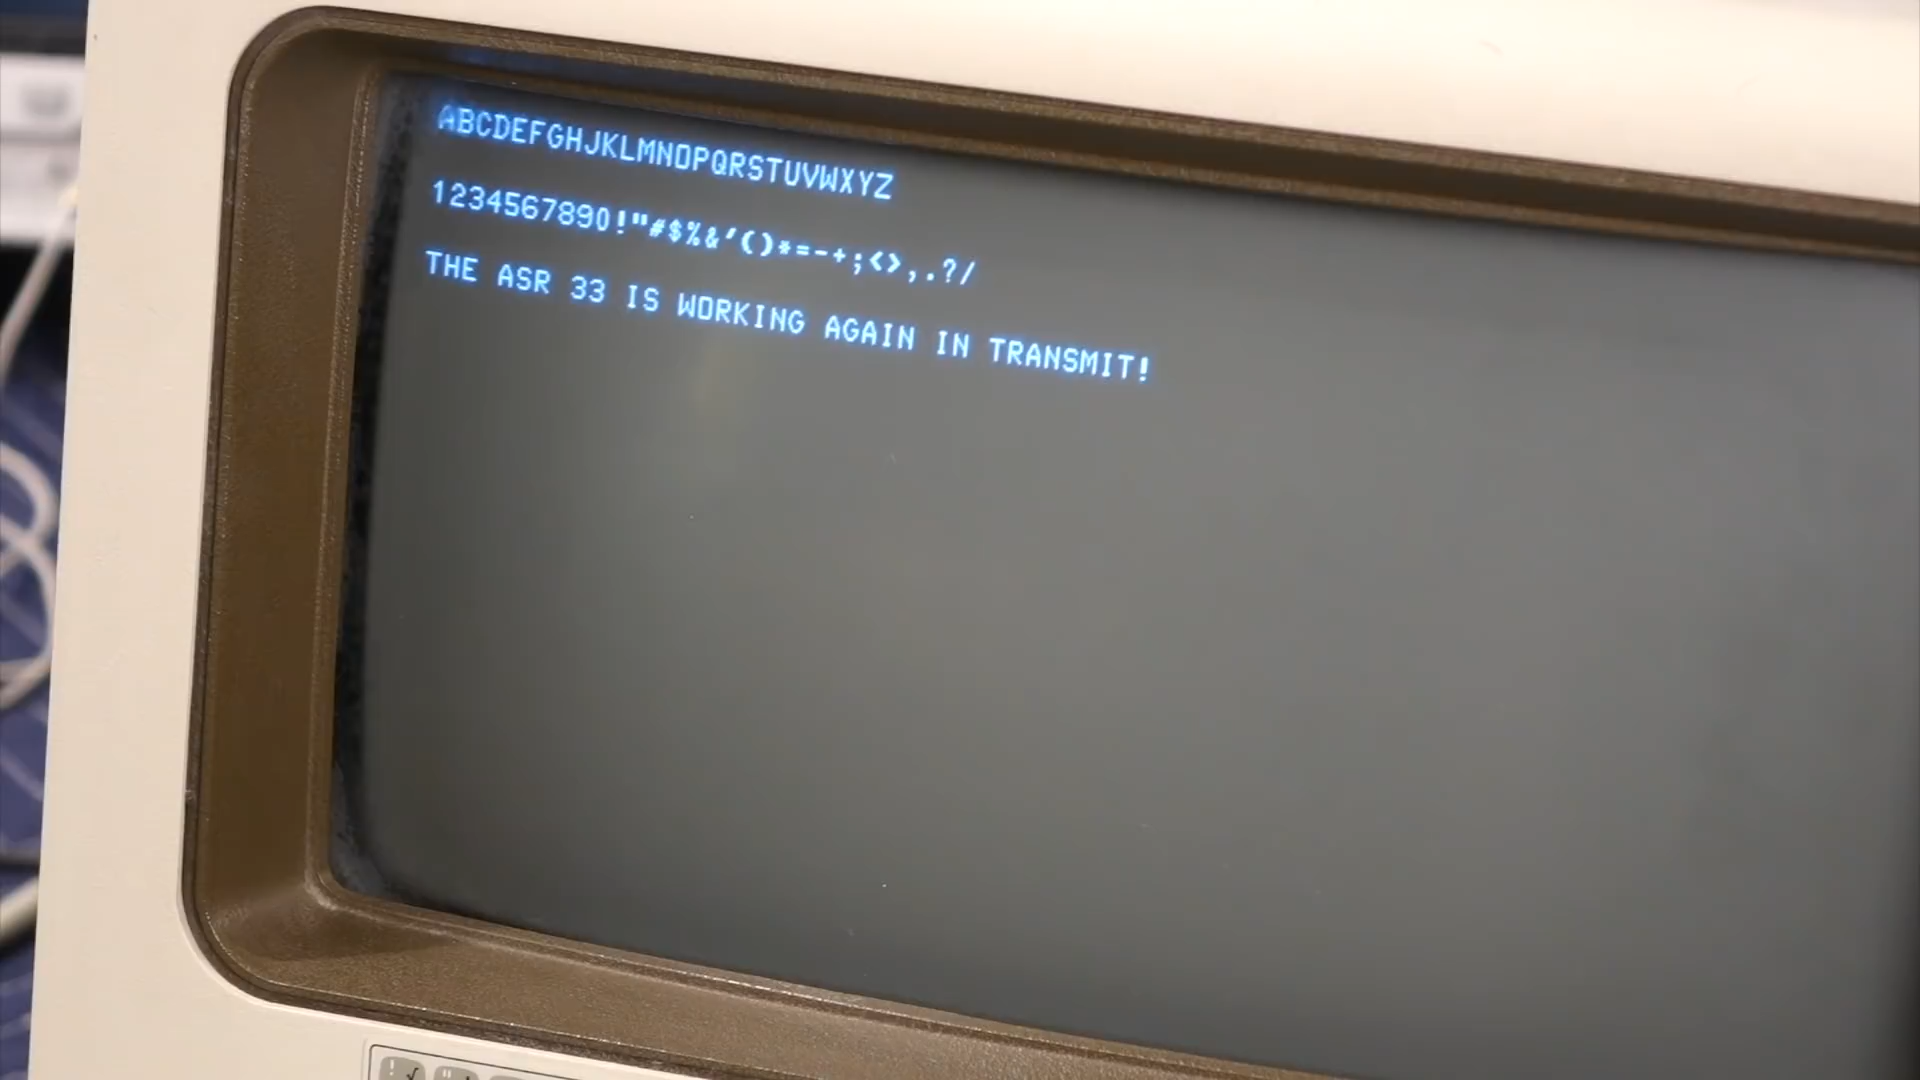 ABCDEFGHJKLMNOPQRSTUVWXYZ
1234567890!"#$%&'()*=-+;<>,.?/
THE ASR 33 IS WORKING AGAIN IN TRANSMIT!